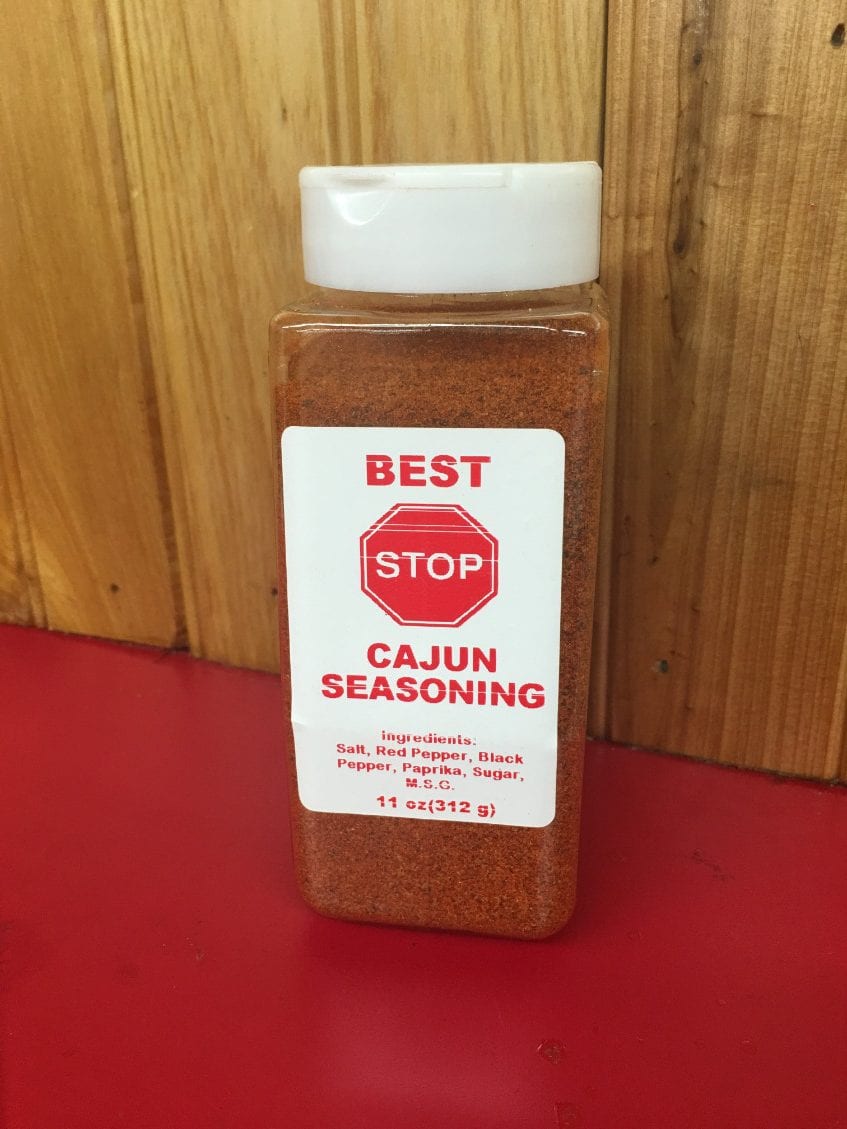 BEST
STOP
CAJUN
SEASONING
Ingredients:
Salt, Red Pepper, Black
Pepper, Paprika, Sugar,
M.S.G.
11 oz(312 g)